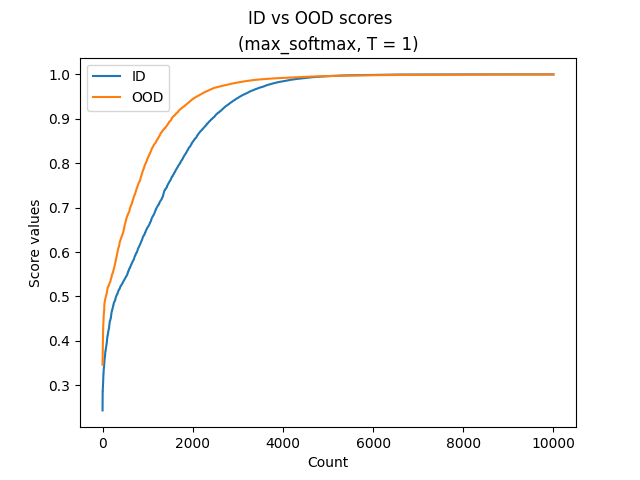 ID vs OOD scores
(max_softmax, T = 1)
ID
OOD
1.0
0.9
0.8
0.7
0.6
0.5
0.4
0.3
Score values
0 2000 4000 6000 8000 10000
Count